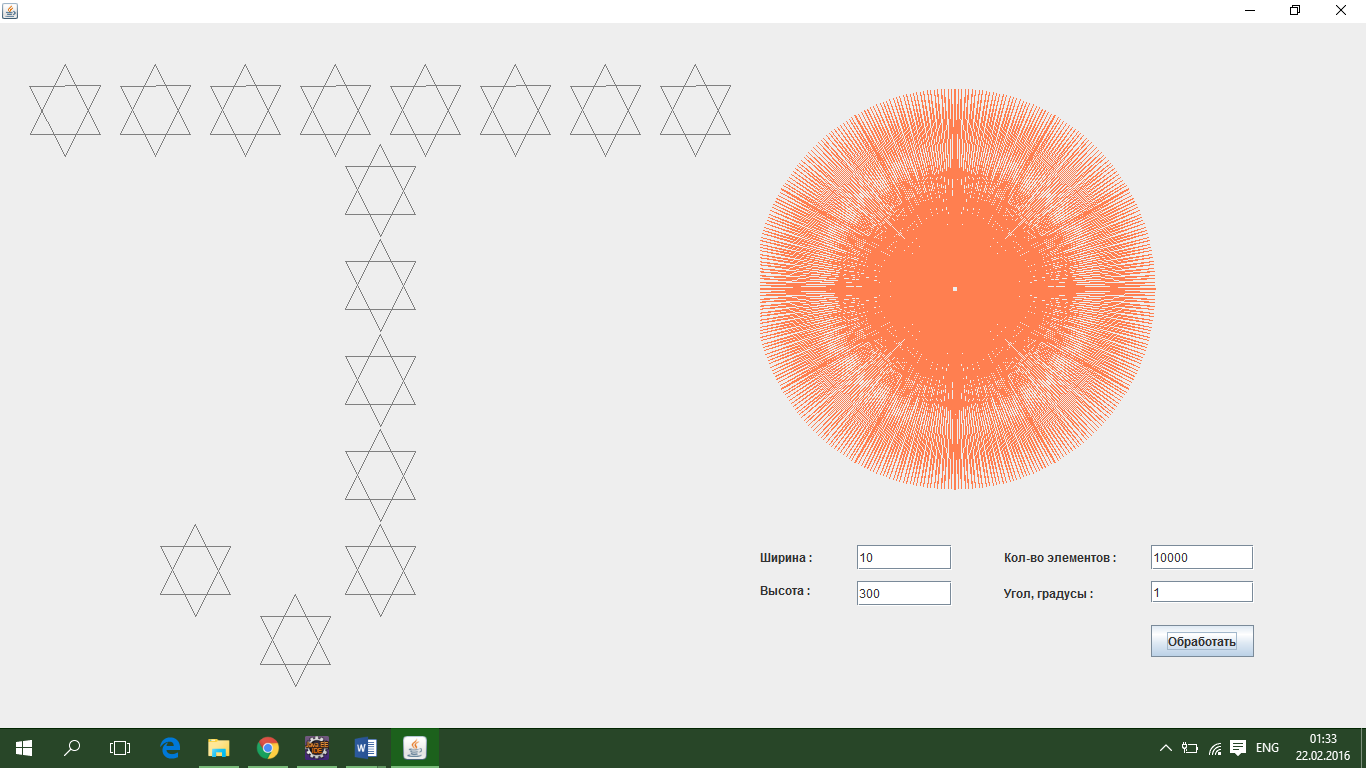 Ширина :
10
Кол-во элементов :
10000
Высота :
300
Угол, градусы :
1
Обработать
ENG
01:33
22.02.2016